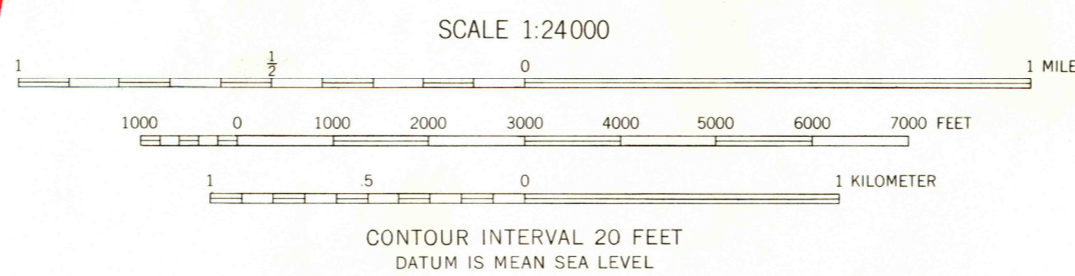 SCALE 1:24000
1 1/2 0 1 MILE
1000 0 1000 2000 3000 4000 5000 6000 7000 FEET
1 .5 0 1 KILOMETER
CONTOUR INTERVAL 20 FEET
DATUM IS MEAN SEA LEVEL